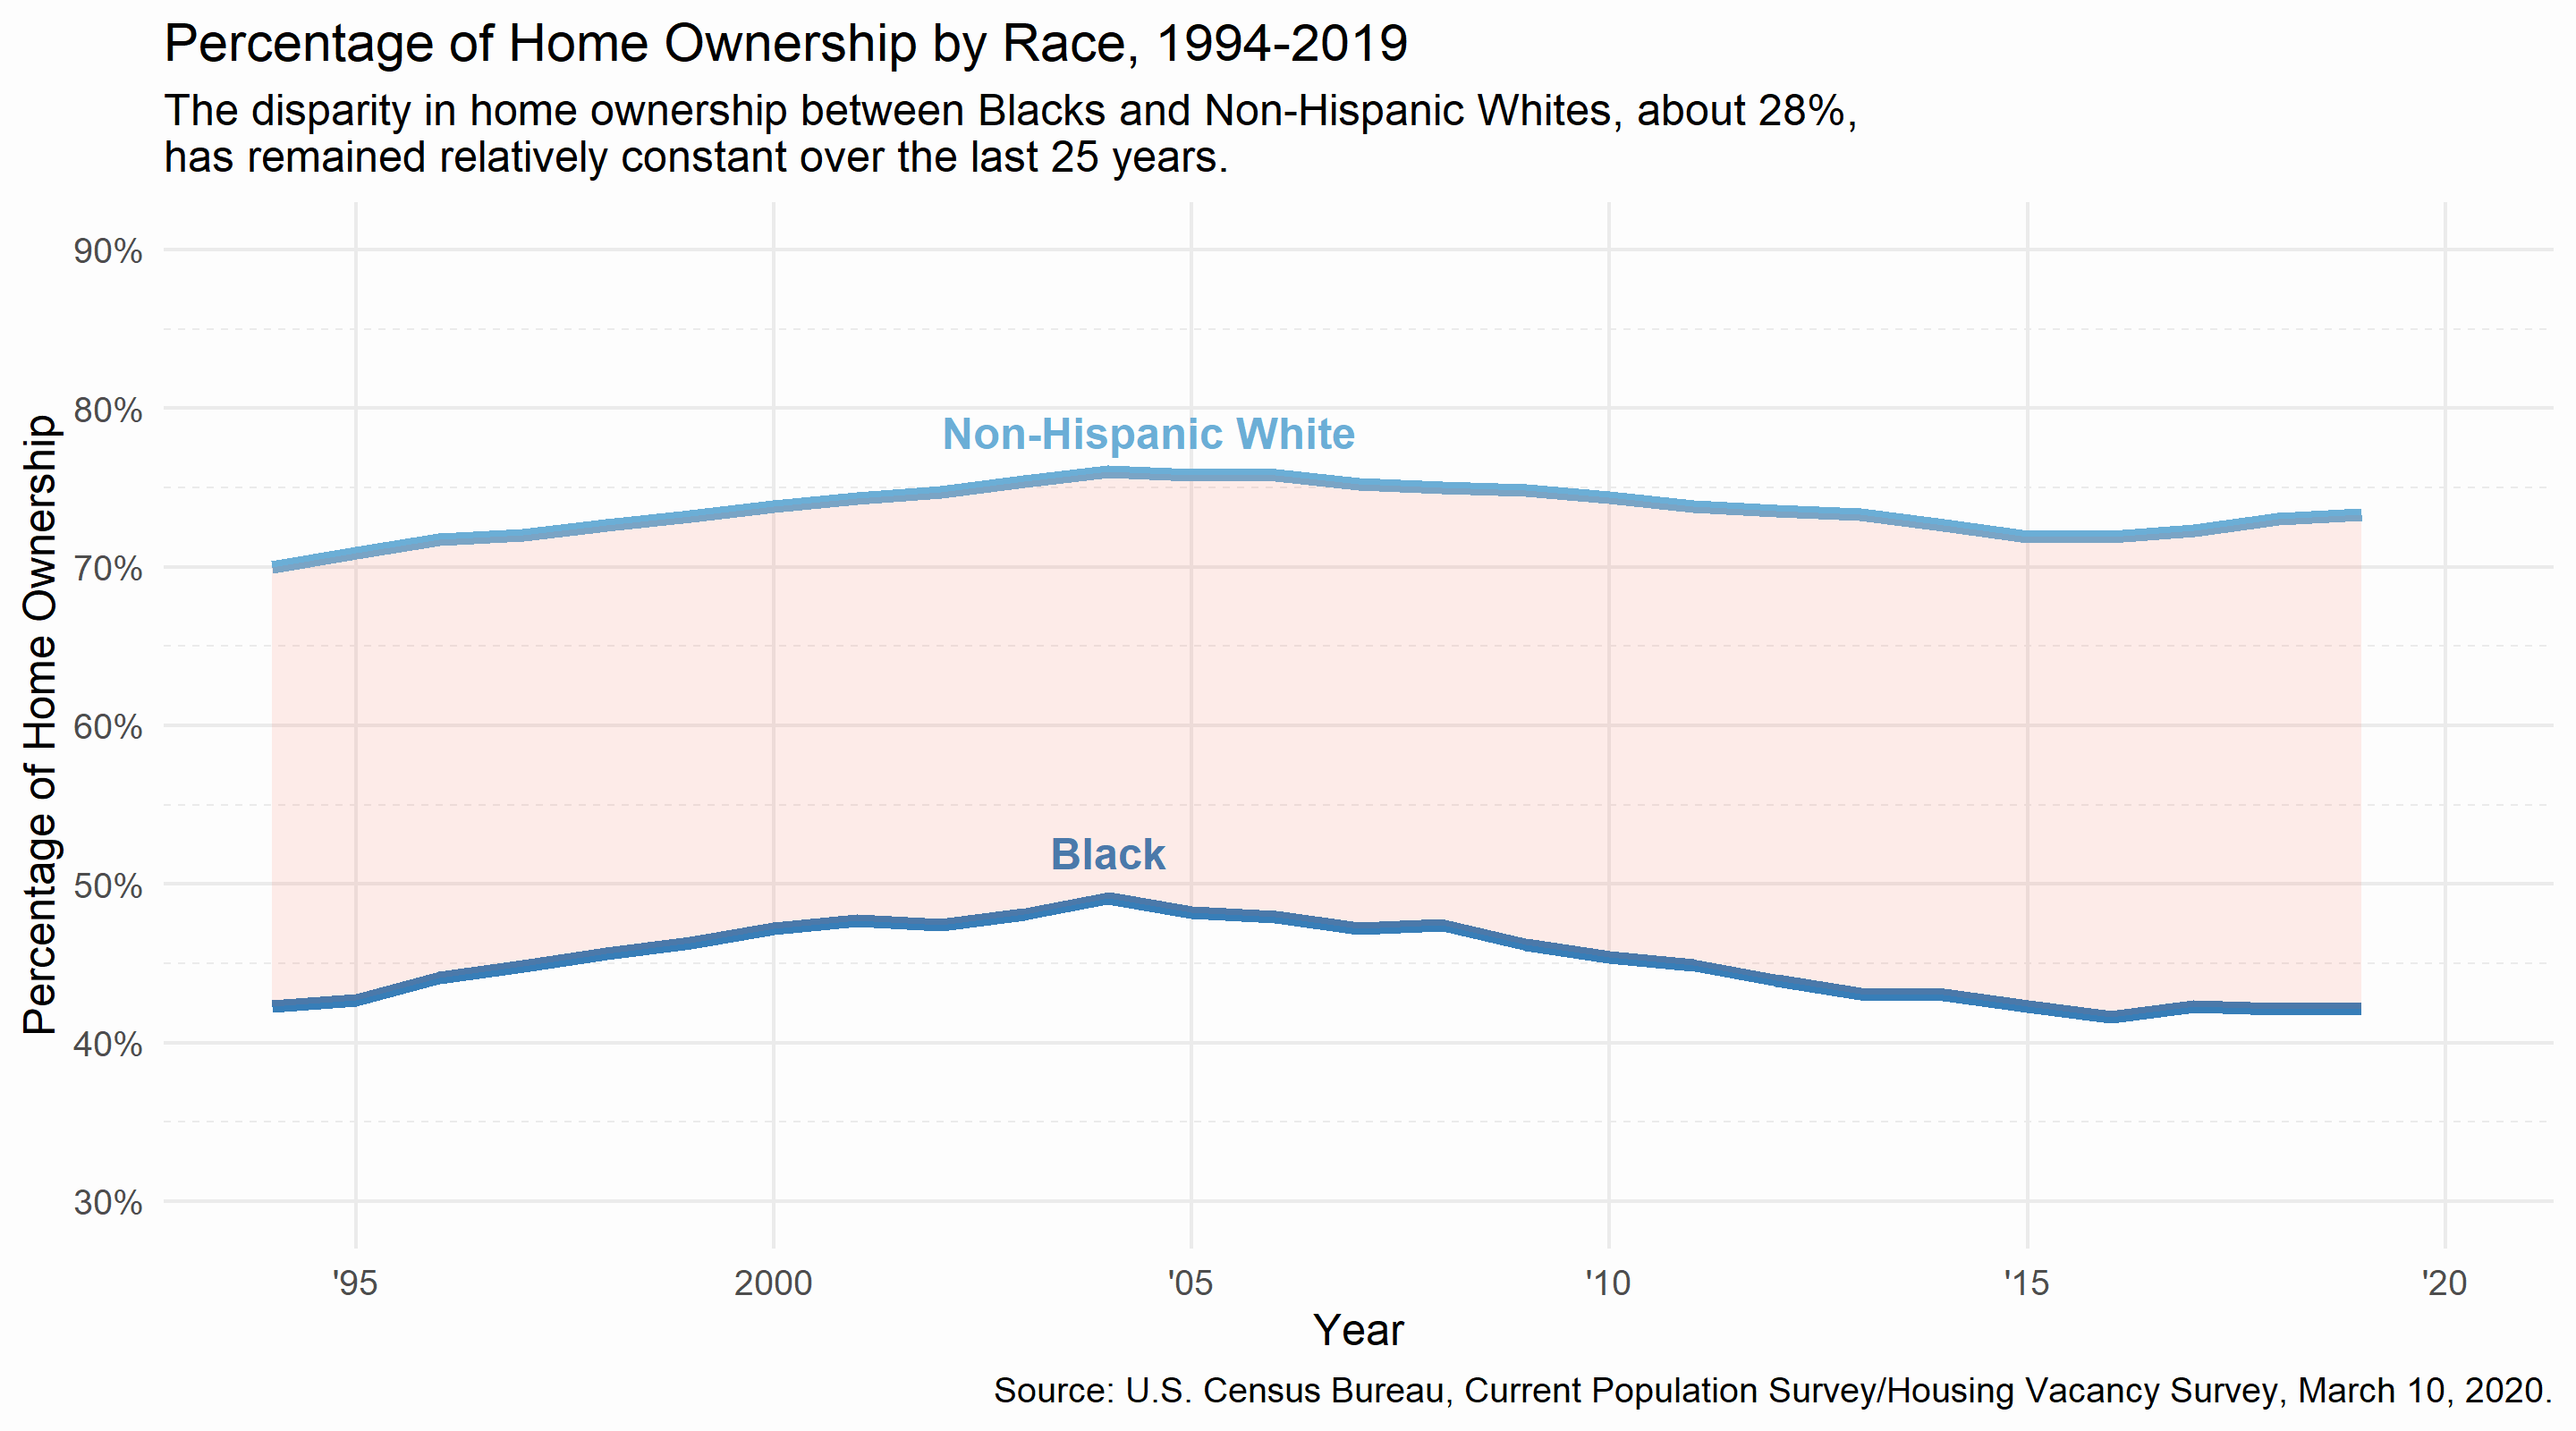 Percentage of Home Ownership by Race, 1994-2019
The disparity in home ownership between Blacks and Non-Hispanic Whites, about 28%,
has remained relatively constant over the last 25 years.
Percentage of Home Ownership
90%
80%
70%
60%
50%
40%
30%
Non-Hispanic White
Black
'95
2000
'05
'10
'15
'20
Year
Source: U.S. Census Bureau, Current Population Survey/Housing Vacancy Survey, March 10, 2020.